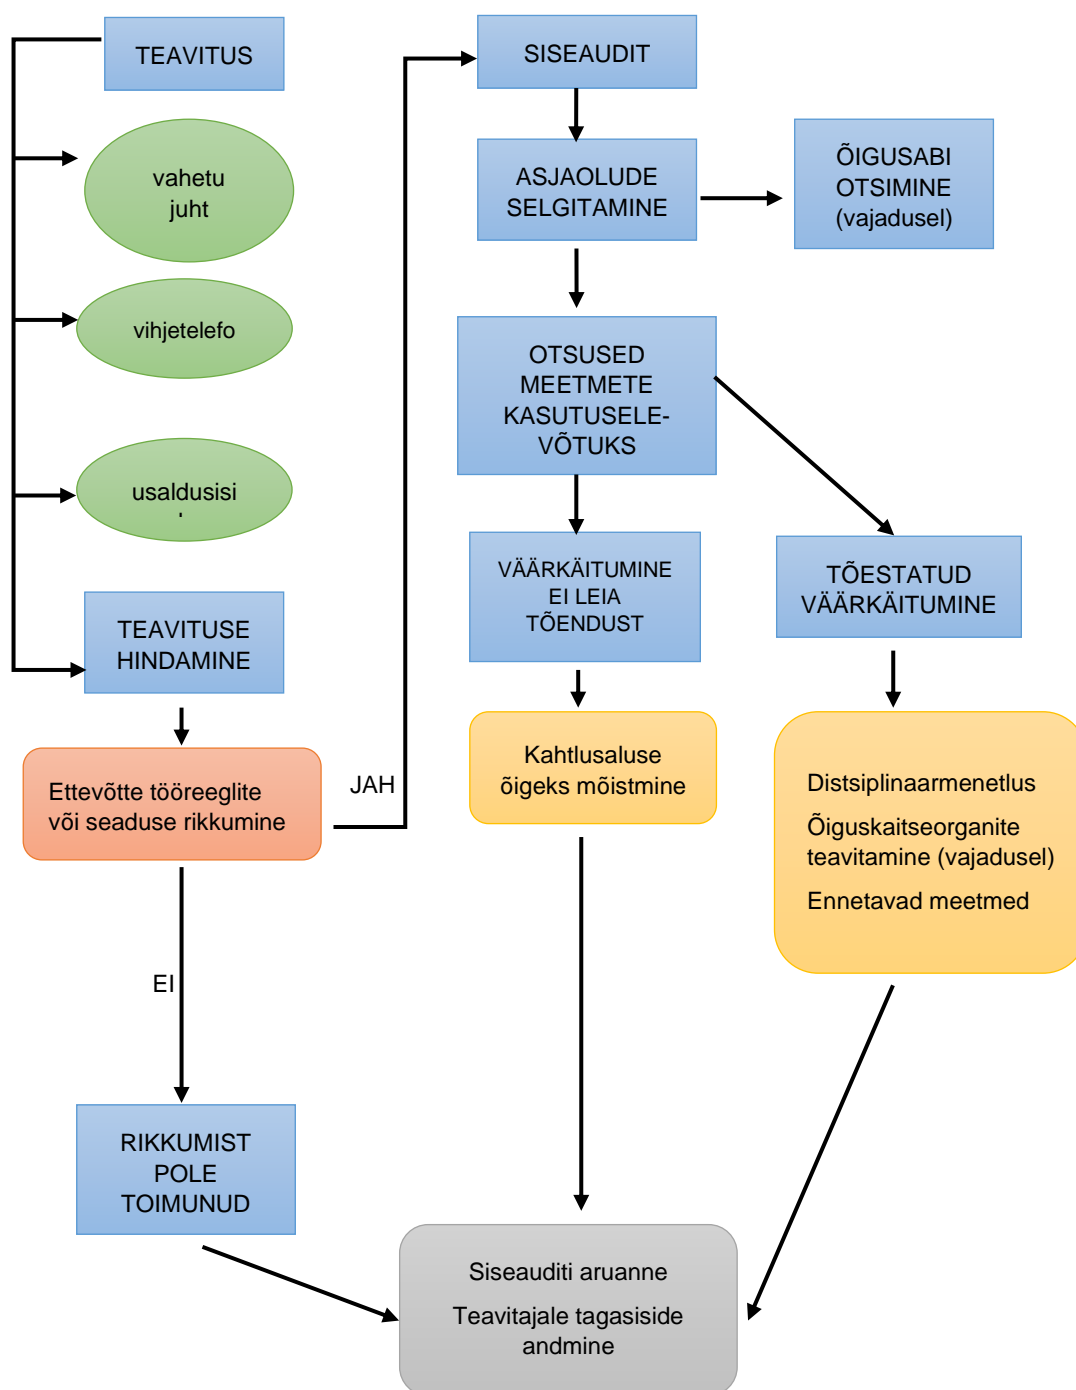 TEAVITUS
vahetu
juht
vihjetelefo
usaldusisi
TEAVITUSE
HINDAMINE
Ettevõtte tööreeglite
või seaduse rikkumine
JAH
EI
RIKKUMIST
POLE
TOIMUNUD
SISEAUDIT
ASJAOLUDE
SELGITAMINE
ÕIGUSABI
OTSIMINE
(vajadusel)
OTSUSED
MEETMETE
KASUTUSELE-
VÕTUKS
VÄÄRKÄITUMINE
EI LEIA
TÕENDUST
TÕESTATUD
VÄÄRKÄITUMINE
Kahtlusaluse
õigeks mõistmine
Distsiplinaarmenetlus
Õiguskaitseorganite
teavitamine (vajadusel)
Ennetavad meetmed
Siseauditi aruanne
Teavitajale tagasiside
andmine